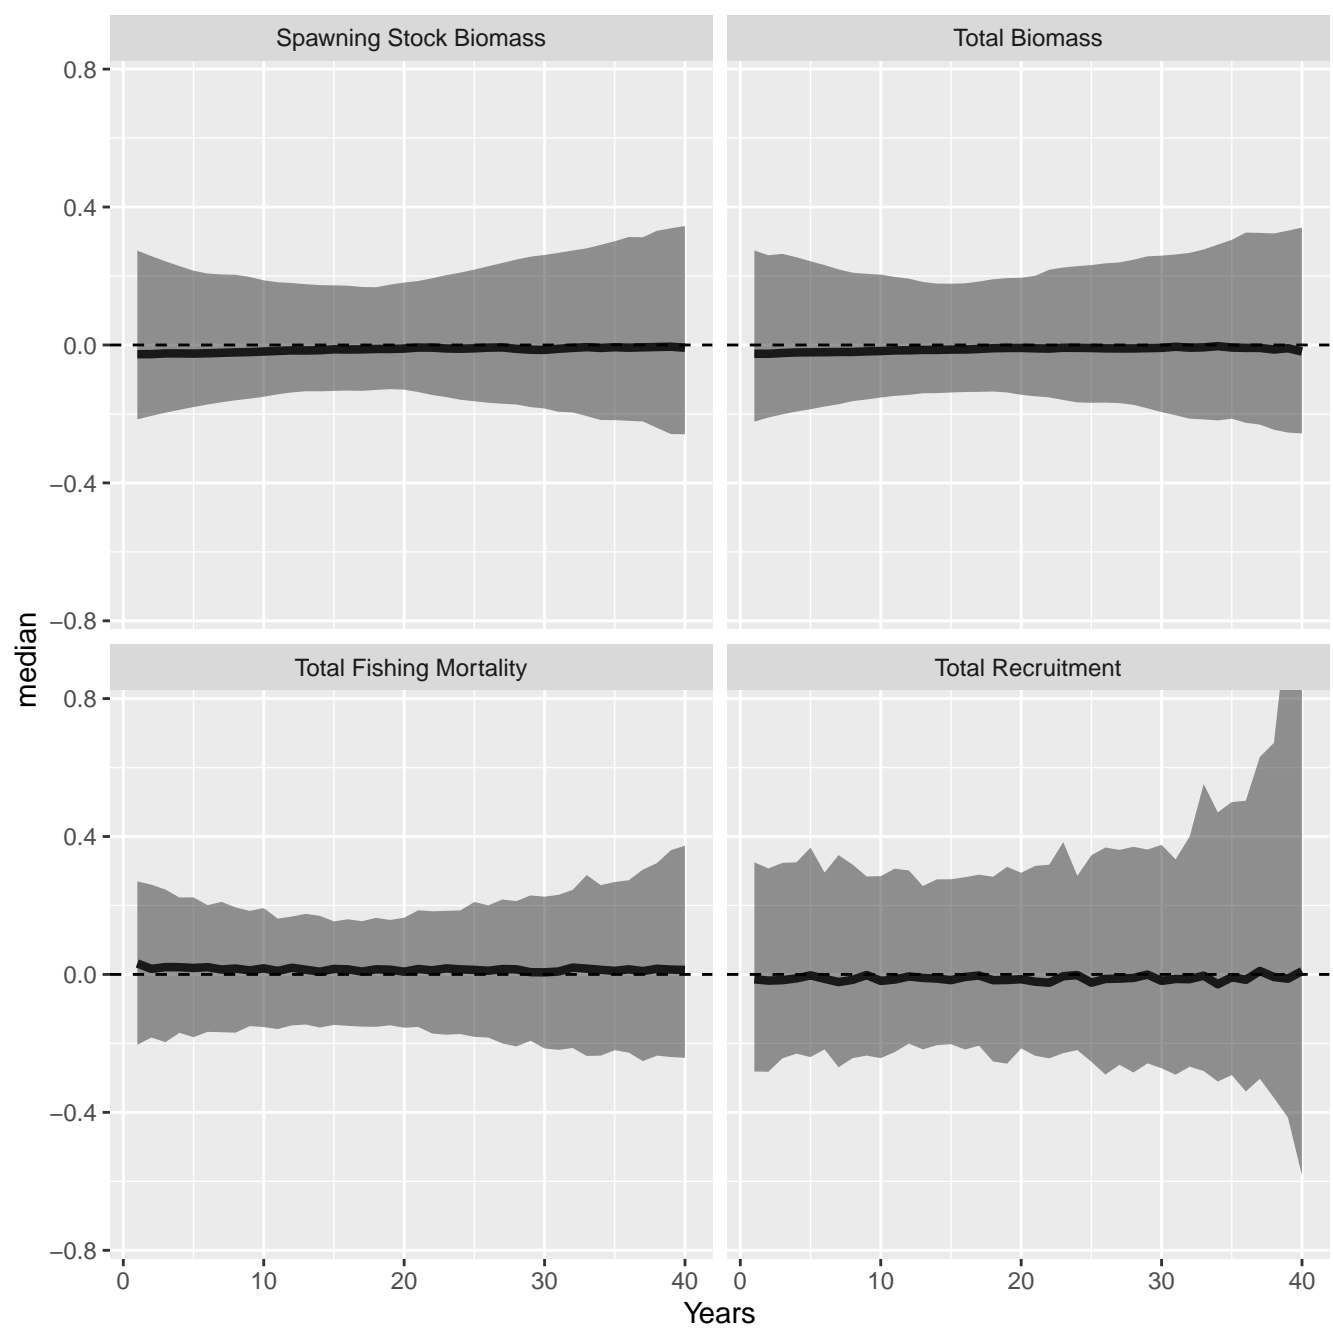 Spawning Stock Biomass Total Biomass
0.8
0.4
0.0
−0.4
−0.8
median
Total Fishing Mortality Total Recruitment
0.8
0.4
0.0
−0.4
−0.8
0 10 20 30 40 0 10 20 30 40
Years